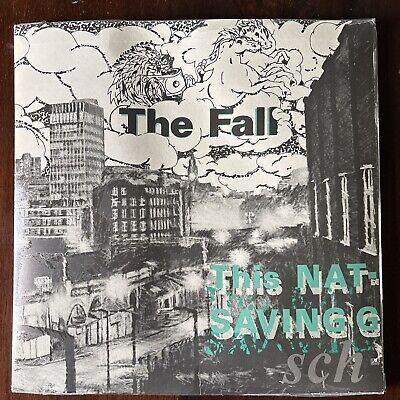 The Fall
This NAT-
SAVING G
sch